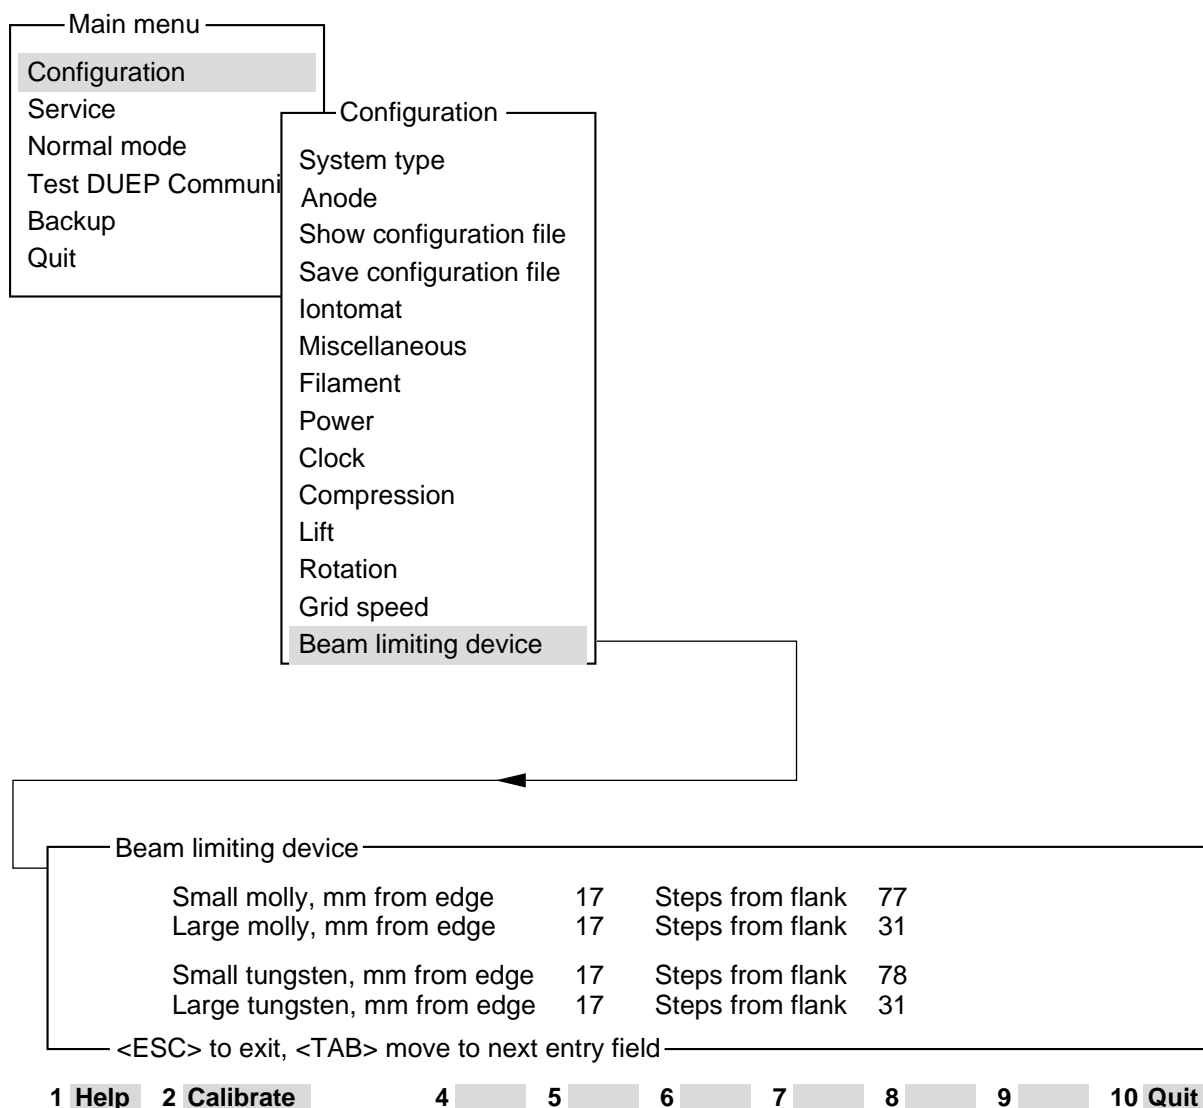 Main menu
Configuration
Service
Normal mode
Test DUEP Communi
Backup
Quit
Configuration
System type
Anode
Show configuration file
Save configuration file
Iontomat
Miscellaneous
Filament
Power
Clock
Compression
Lift
Rotation
Grid speed
Beam limiting device
Beam limiting device
Small molly, mm from edge 17 Steps from flank 77
Large molly, mm from edge 17 Steps from flank 31
Small tungsten, mm from edge 17 Steps from flank 78
Large tungsten, mm from edge 17 Steps from flank 31
<ESC> to exit, <TAB> move to next entry field
1 Help 2 Calibrate 4 5 6 7 8 9 10 Quit